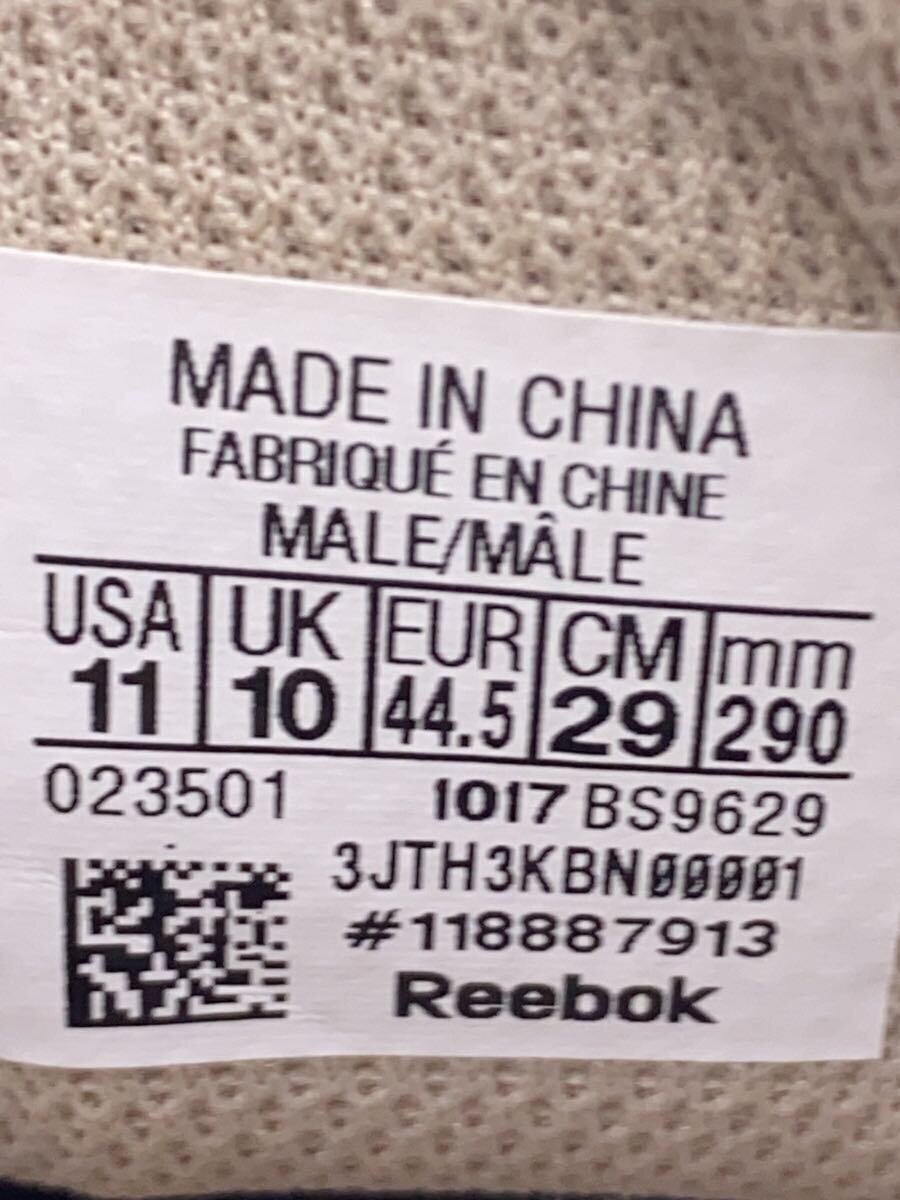 MADE IN CHINA
FABRIQUÉ EN CHINE
MALE/MÂLE
USA UK EUR CM mm
11 10 44.5 29 290
023501 1017 BS9629
3JTH3KBN00001
#118887913
Reebok